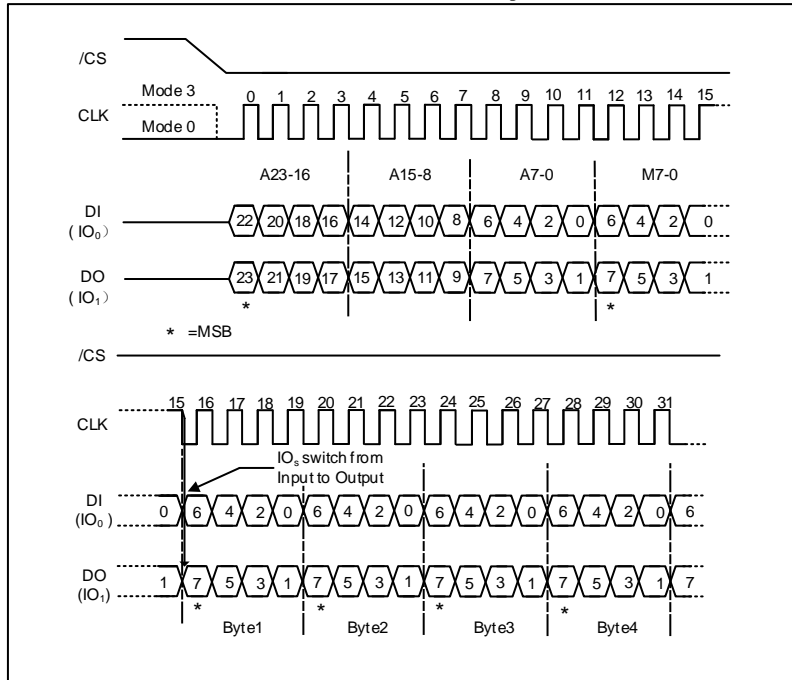 /CS
Mode 3
CLK
Mode 0
0 1 2 3 4 5 6 7 8 9 10 11 12 13 14 15
A23-16 A15-8 A7-0 M7-0
DI
( IO₀)
22 20 18 16 14 12 10 8 6 4 2 0 6 4 2 0
DO
( IO₁)
23 21 19 17 15 13 11 9 7 5 3 1 7 5 3 1
* *
* =MSB
/CS
15 16 17 18 19 20 21 22 23 24 25 26 27 28 29 30 31
CLK
IOₛ switch from
Input to Output
DI
(IO₀ )
0 6 4 2 0 6 4 2 0 6 4 2 0 6 4 2 0 6
DO
(IO₁)
1 7 5 3 1 7 5 3 1 7 5 3 1 7 5 3 1 7
* * * *
Byte1 Byte2 Byte3 Byte4